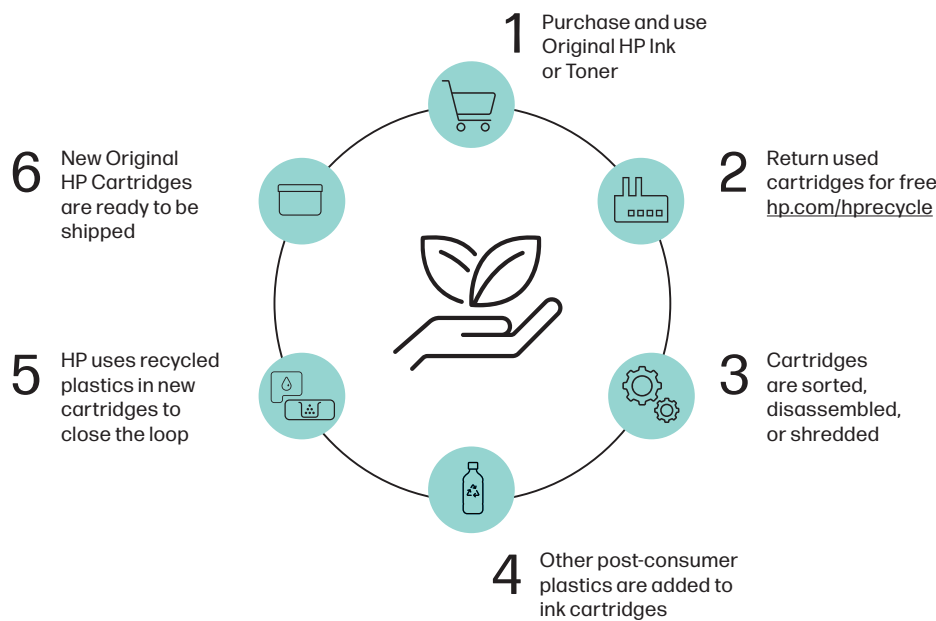 1
Purchase and use
Original HP Ink
or Toner
2
Return used
cartridges for free
hp.com/hprecycle
3
Cartridges
are sorted,
disassembled,
or shredded
4
Other post-consumer
plastics are added to
ink cartridges
5
HP uses recycled
plastics in new
cartridges to
close the loop
6
New Original
HP Cartridges
are ready to be
shipped